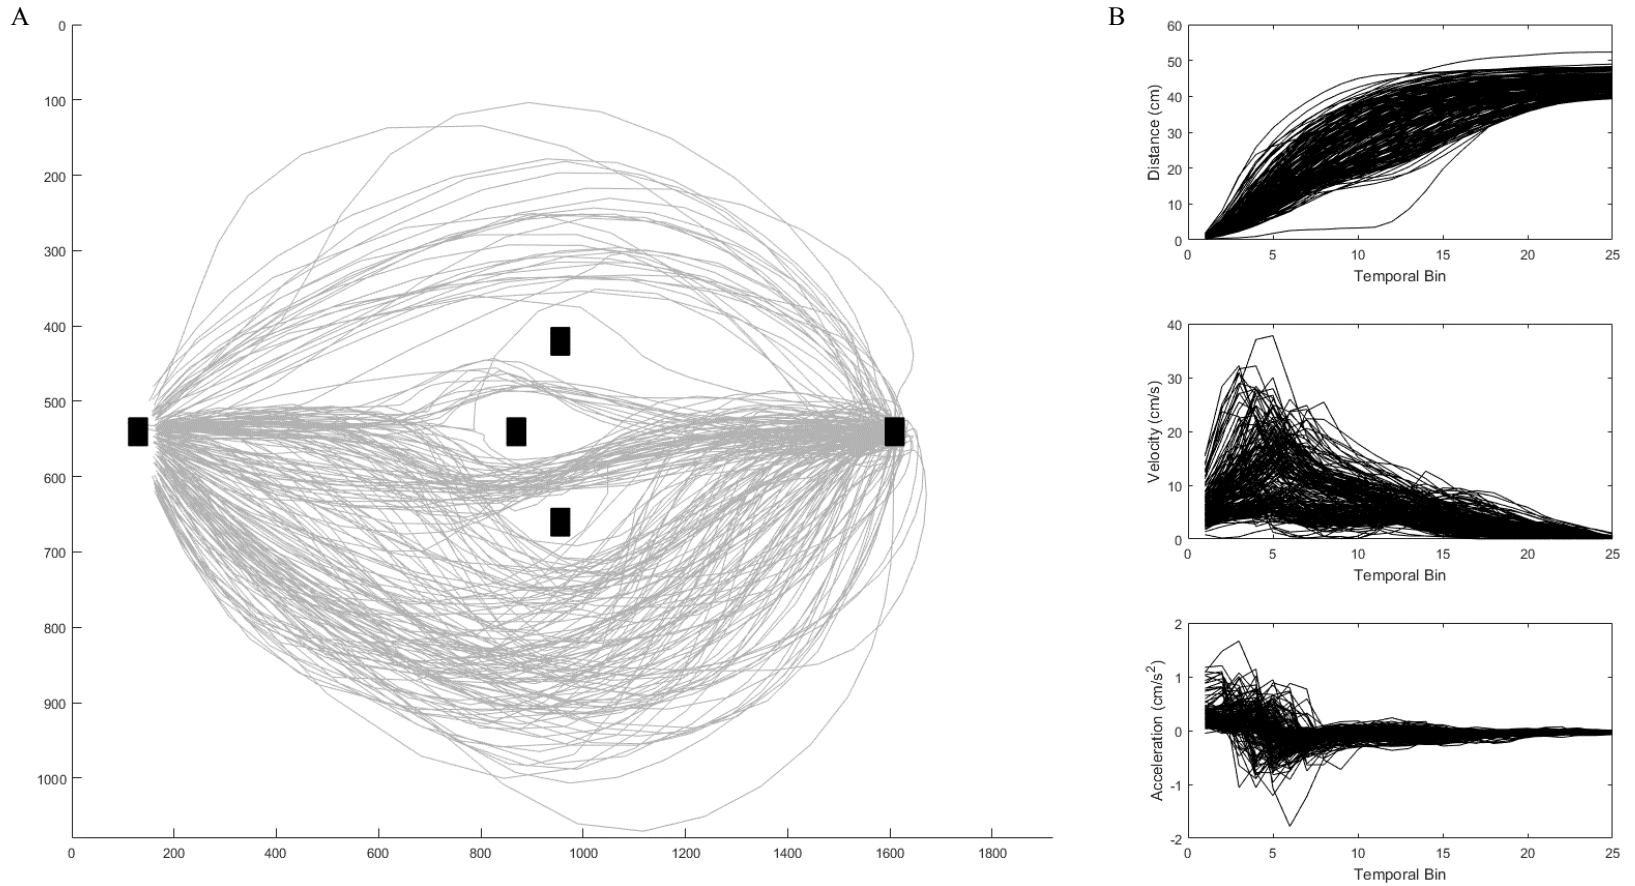 A
0
100
200
300
400
500
600
700
800
900
1000
0 200 400 600 800 1000 1200 1400 1600 1800
B
60
50
40
30
20
10
0
Distance (cm)
0 5 10 15 20 25
Temporal Bin
40
30
20
10
0
Velocity (cm/s)
0 5 10 15 20 25
Temporal Bin
2
1
0
-1
-2
Acceleration (cm/s²)
0 5 10 15 20 25
Temporal Bin